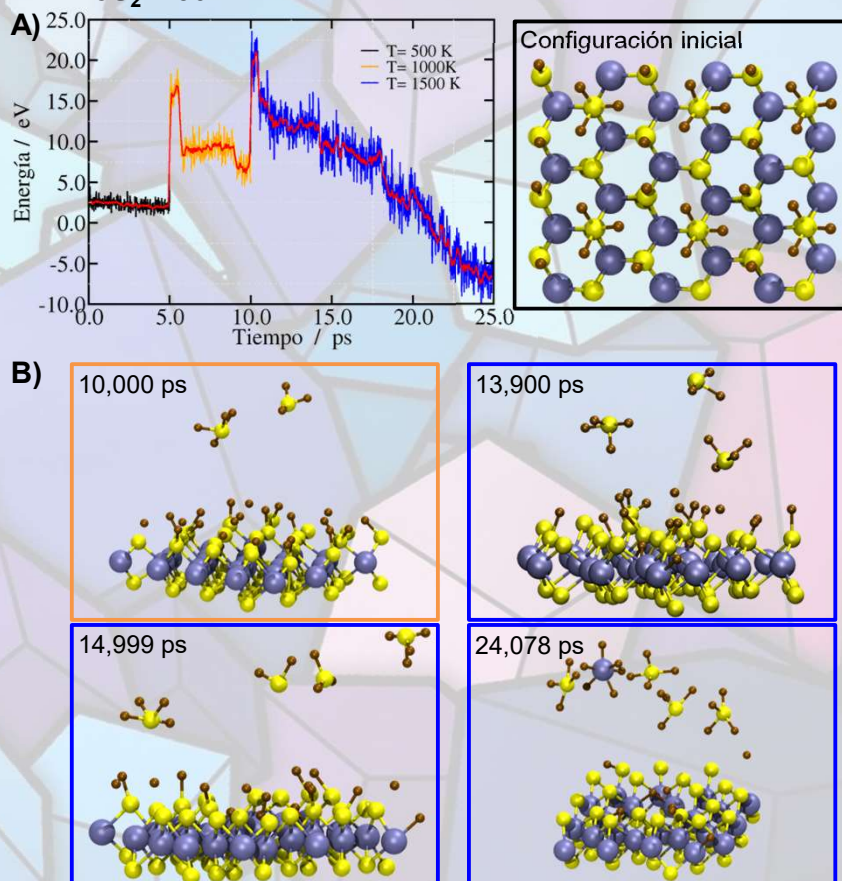 A)
25.0
20.0
15.0
10.0
5.0
0.0
-5.0
-10.0
Energía / eV
T= 500 K
T= 1000K
T= 1500 K
0.0 5.0 10.0 15.0 20.0 25.0
Tiempo / ps
Configuración inicial
B)
10,000 ps
13,900 ps
14,999 ps
24,078 ps